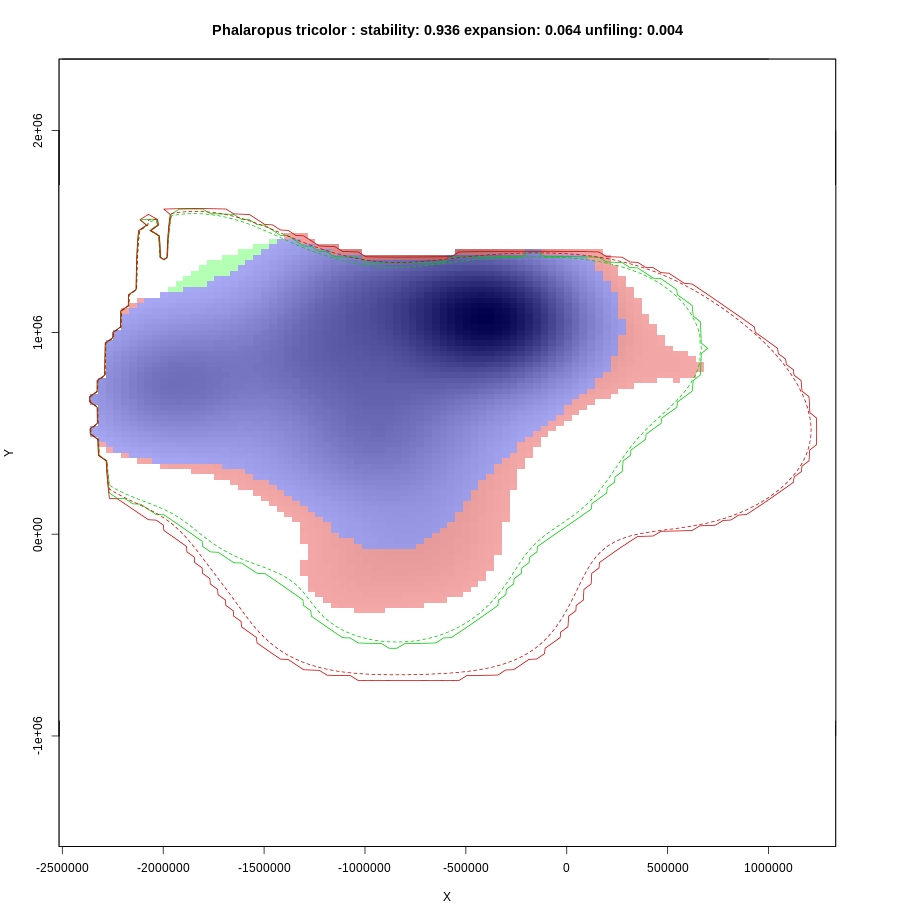 Phalaropus tricolor : stability: 0.936 expansion: 0.064 unfiling: 0.004
2e+06
1e+06
0e+00
-1e+06
Y
-2500000 -2000000 -1500000 -1000000 -500000 0 500000 1000000
X